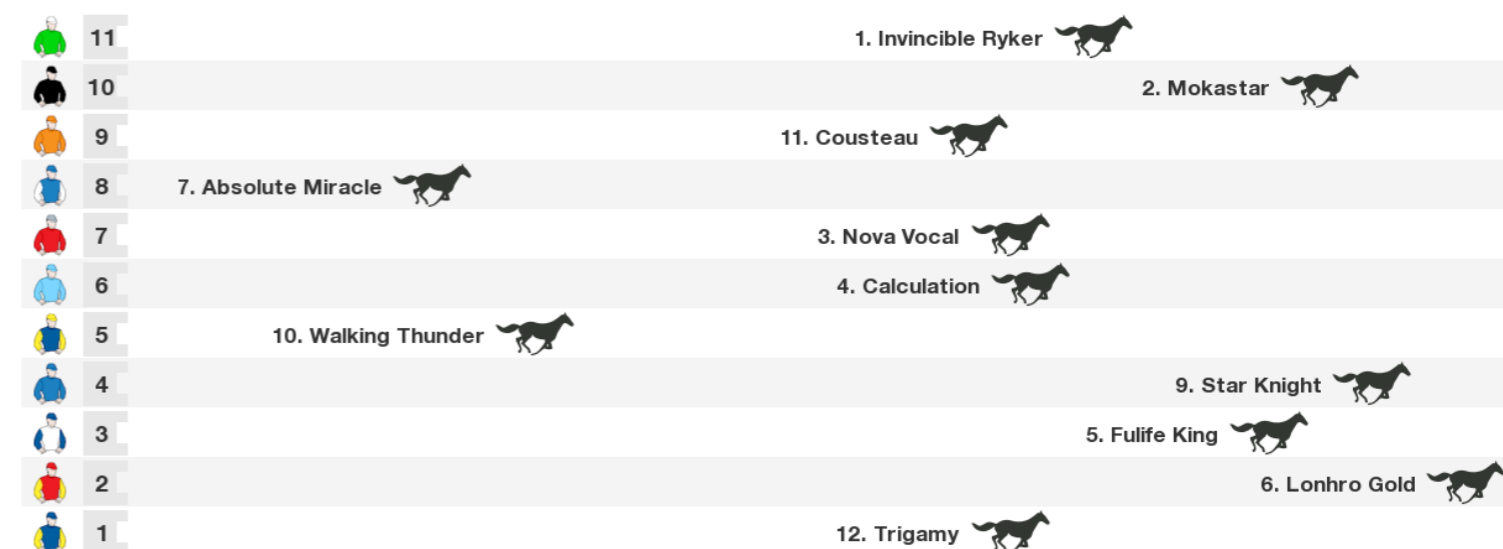 11 1. Invincible Ryker
10 2. Mokastar
9 11. Cousteau
8 7. Absolute Miracle
7 3. Nova Vocal
6 4. Calculation
5 10. Walking Thunder
4 9. Star Knight
3 5. Fulife King
2 6. Lonhro Gold
1 12. Trigamy